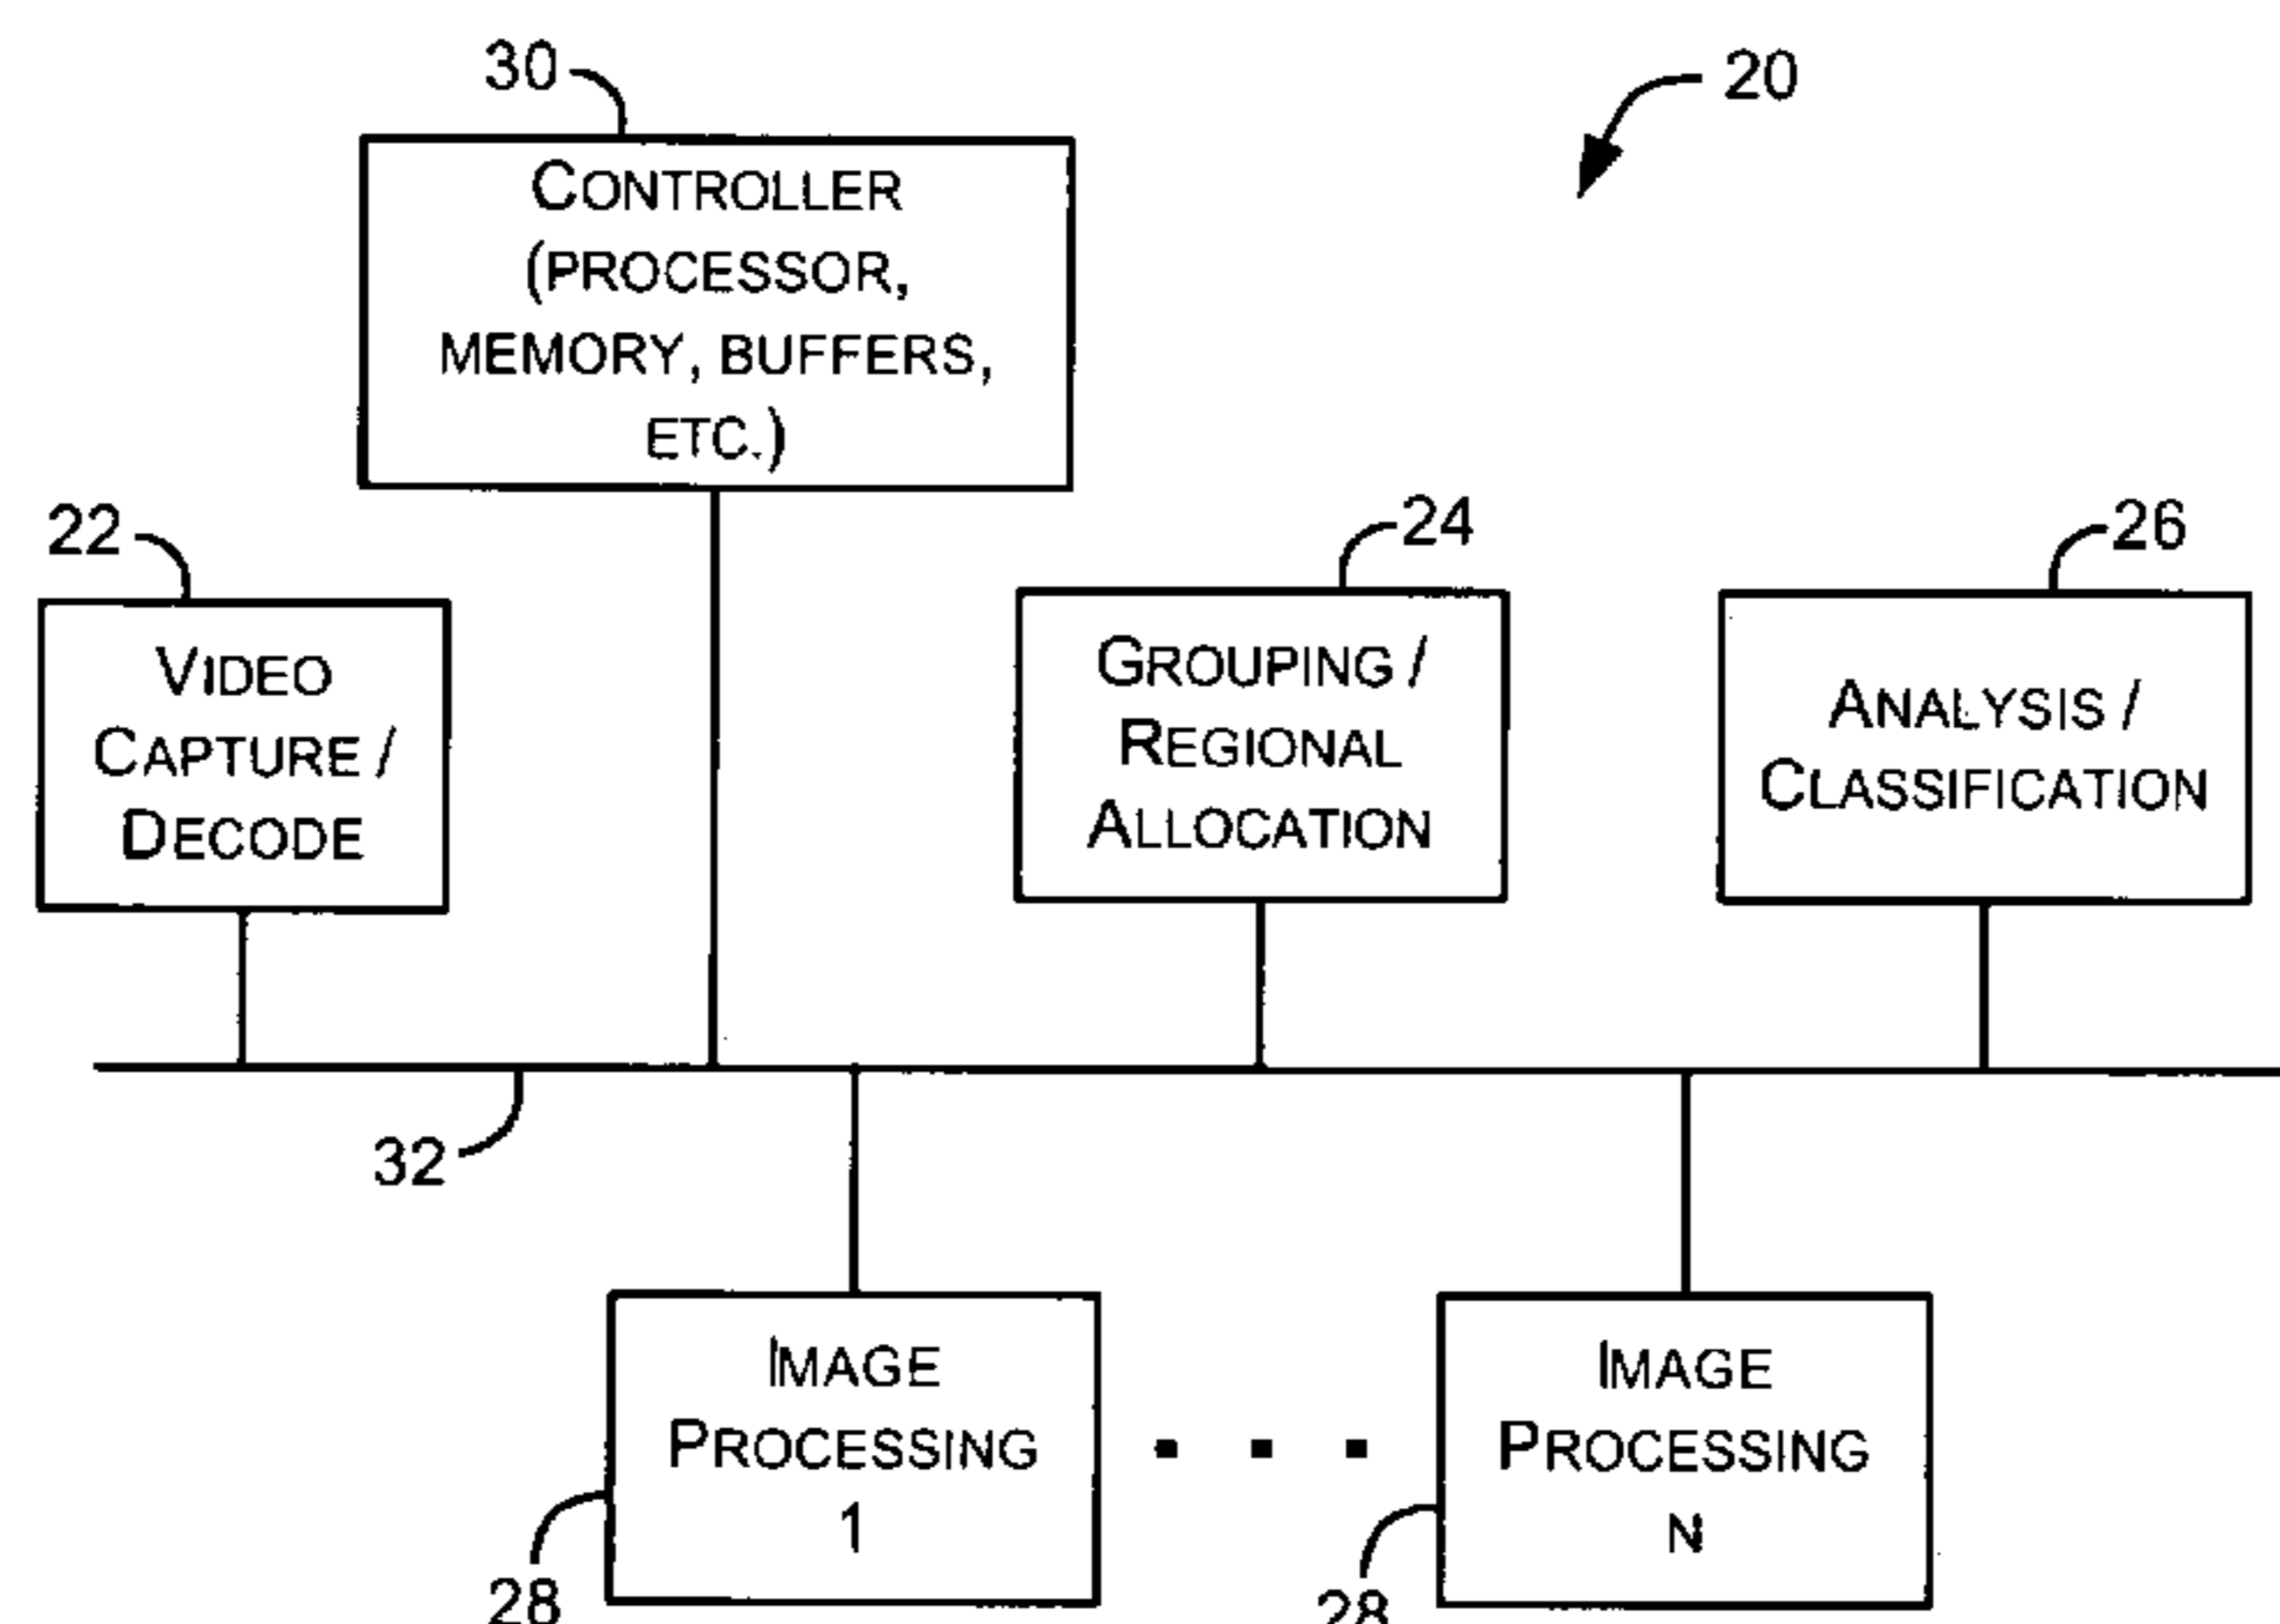 30
20
CONTROLLER
(PROCESSOR,
MEMORY, BUFFERS,
ETC.)
22
24
26
VIDEO
CAPTURE /
DECODE
GROUPING /
REGIONAL
ALLOCATION
ANALYSIS /
CLASSIFICATION
32
IMAGE
PROCESSING
1
IMAGE
PROCESSING
N
28
28